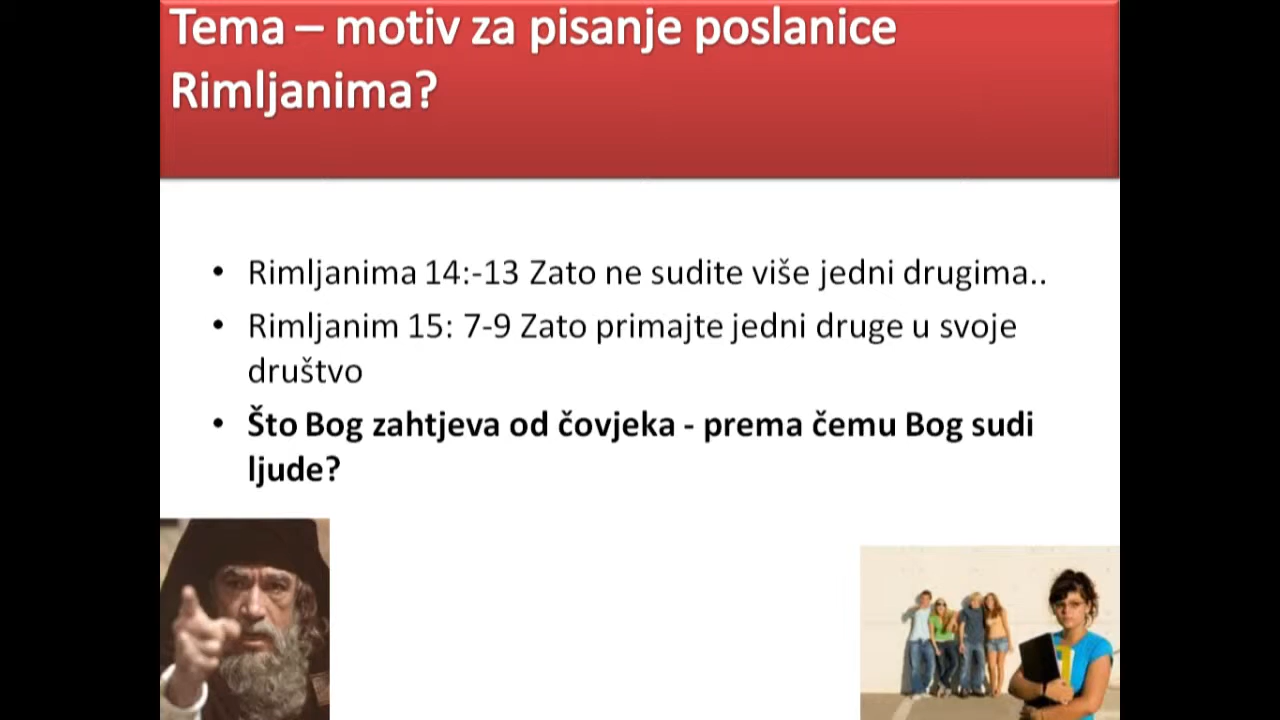 Tema – motiv za pisanje poslanice
Rimljanima?
• Rimljanima 14:-13 Zato ne sudite više jedni drugima..
• Rimljanim 15: 7-9 Zato primajte jedni druge u svoje
društvo
• Što Bog zahtjeva od čovjeka - prema čemu Bog sudi
ljude?